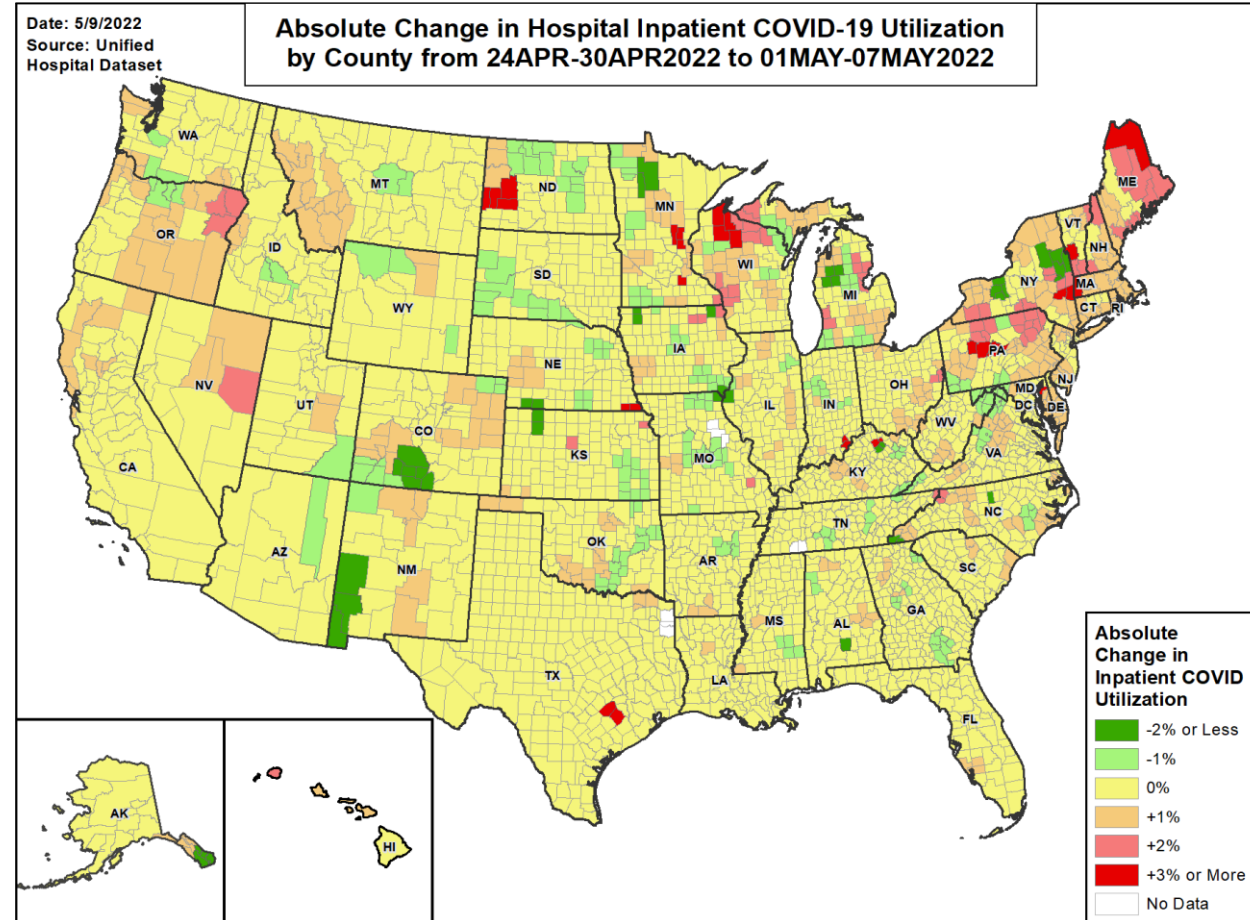 Date: 5/9/2022
Source: Unified
Hospital Dataset
Absolute Change in Hospital Inpatient COVID-19 Utilization
by County from 24APR-30APR2022 to 01MAY-07MAY2022
WA
MT
ND
MN
ME
OR
ID
SD
WI
VT
NH
WY
MI
NY
MA
CT
RI
NE
IA
PA
NV
UT
CO
IL
IN
OH
NJ
MD
DE
DC
WV
CA
KS
MO
KY
VA
AZ
NM
OK
AR
TN
NC
SC
MS
AL
GA
TX
LA
FL
AK
HI
Absolute
Change in
Inpatient COVID
Utilization
-2% or Less
-1%
0%
+1%
+2%
+3% or More
No Data